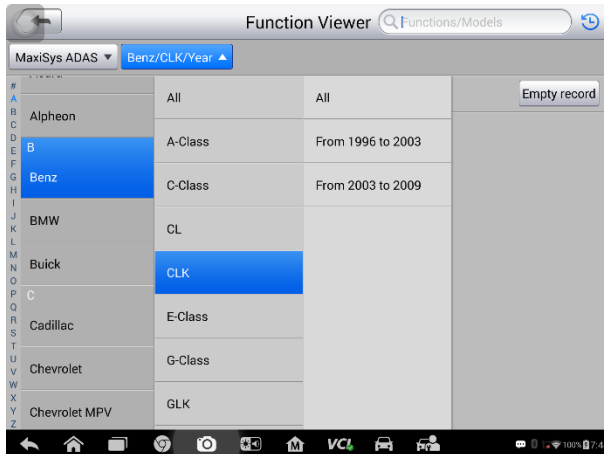 Function Viewer
Functions/Models
MaxiSys ADAS ▼
Benz/CLK/Year ▲
Empty record
#
A
B
C
D
E
F
G
H
I
J
K
L
M
N
O
P
Q
R
S
T
U
V
W
X
Y
Z
Alpheon
B
Benz
BMW
Buick
C
Cadillac
Chevrolet
Chevrolet MPV
All
A-Class
C-Class
CL
CLK
E-Class
G-Class
GLK
All
From 1996 to 2003
From 2003 to 2009
M
VCI
100%